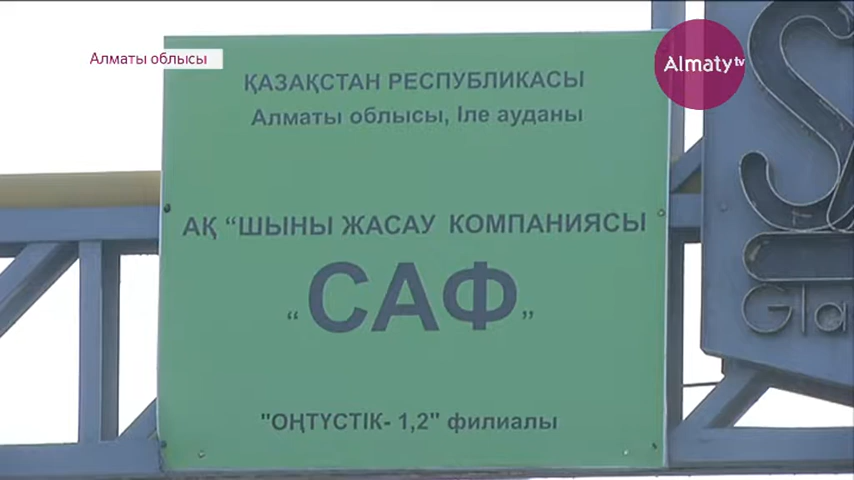 Алматы облысы
Almaty tv
ҚАЗАҚСТАН РЕСПУБЛИКАСЫ
Алматы облысы, Іле ауданы
АҚ “ШЫНЫ ЖАСАУ КОМПАНИЯСЫ
“САФ”
"ОҢТҮСТІК- 1,2" филиалы